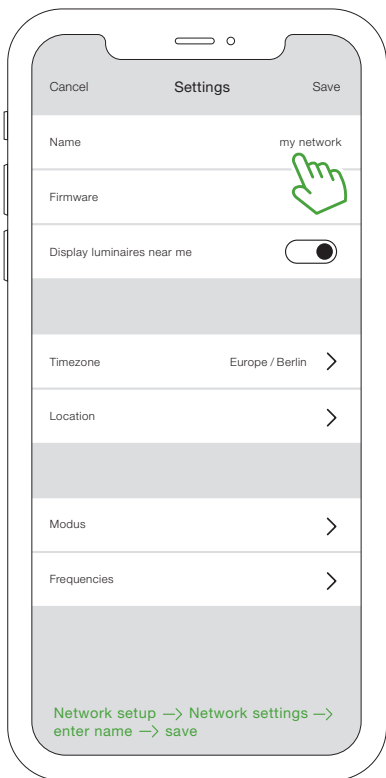 Cancel Settings Save
Name my network
Firmware
Display luminaires near me
Timezone Europe / Berlin
Location
Modus
Frequencies
Network setup —> Network settings —>
enter name —> save